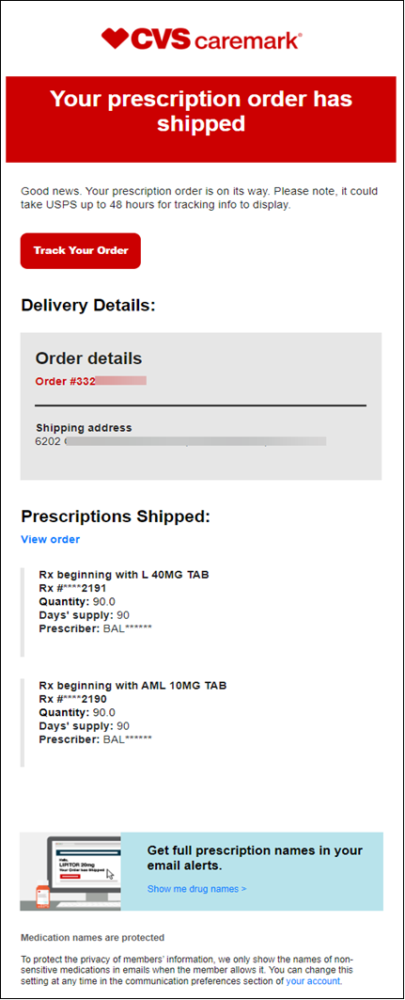 CVS caremark®
Your prescription order has
shipped
Good news. Your prescription order is on its way. Please note, it could
take USPS up to 48 hours for tracking info to display.
Track Your Order
Delivery Details:
Order details
Order #332
Shipping address
6202
Prescriptions Shipped:
View order
Rx beginning with L 40MG TAB
Rx #****2191
Quantity: 90.0
Days' supply: 90
Prescriber: BAL******
Rx beginning with AML 10MG TAB
Rx #****2190
Quantity: 90.0
Days' supply: 90
Prescriber: BAL******
Hello,
LIPITOR 20mg
Your Order has Shipped
Get full prescription names in your
email alerts.
Show me drug names >
Medication names are protected
To protect the privacy of members' information, we only show the names of non-
sensitive medications in emails when the member allows it. You can change this
setting at any time in the communication preferences section of your account.